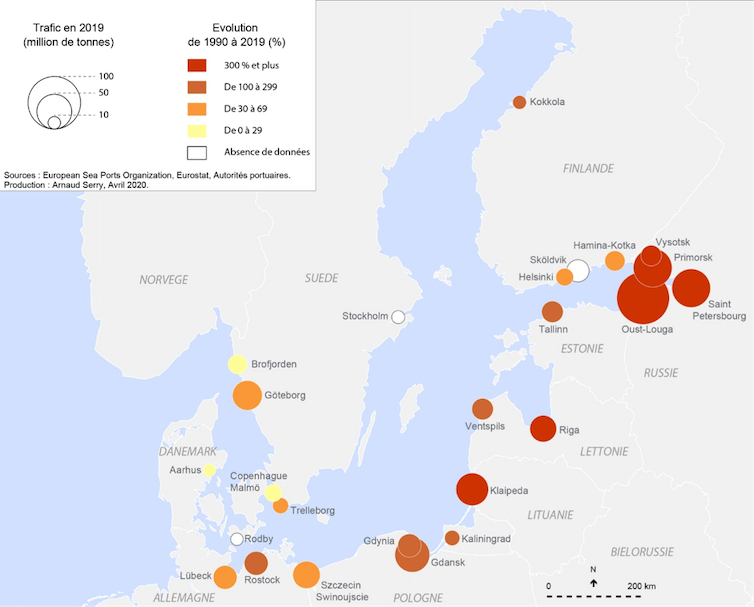 Trafic en 2019
(million de tonnes)
100
50
10
Evolution
de 1990 à 2019 (%)
300 % et plus
De 100 à 299
De 30 à 69
De 0 à 29
Absence de données
Sources : European Sea Ports Organization, Eurostat, Autorités portuaires.
Production : Arnaud Serry, Avril 2020.
Kokkola
FINLANDE
Hamina-Kotka
Vysotsk
Sköldvik
Primorsk
Helsinki
NORVEGE
SUEDE
Stockholm
Saint
Petersbourg
Tallinn
Oust-Louga
ESTONIE
Brofjorden
RUSSIE
Göteborg
Ventspils
Riga
DANEMARK
LETTONIE
Aarhus
Copenhague
Malmö
Klaipeda
Trelleborg
LITUANIE
Rodby
Gdynia
Kaliningrad
BIELORUSSIE
Gdansk
Lübeck
Rostock
Szczecin
Swinoujscie
ALLEMAGNE
POLOGNE
N
0
200 km